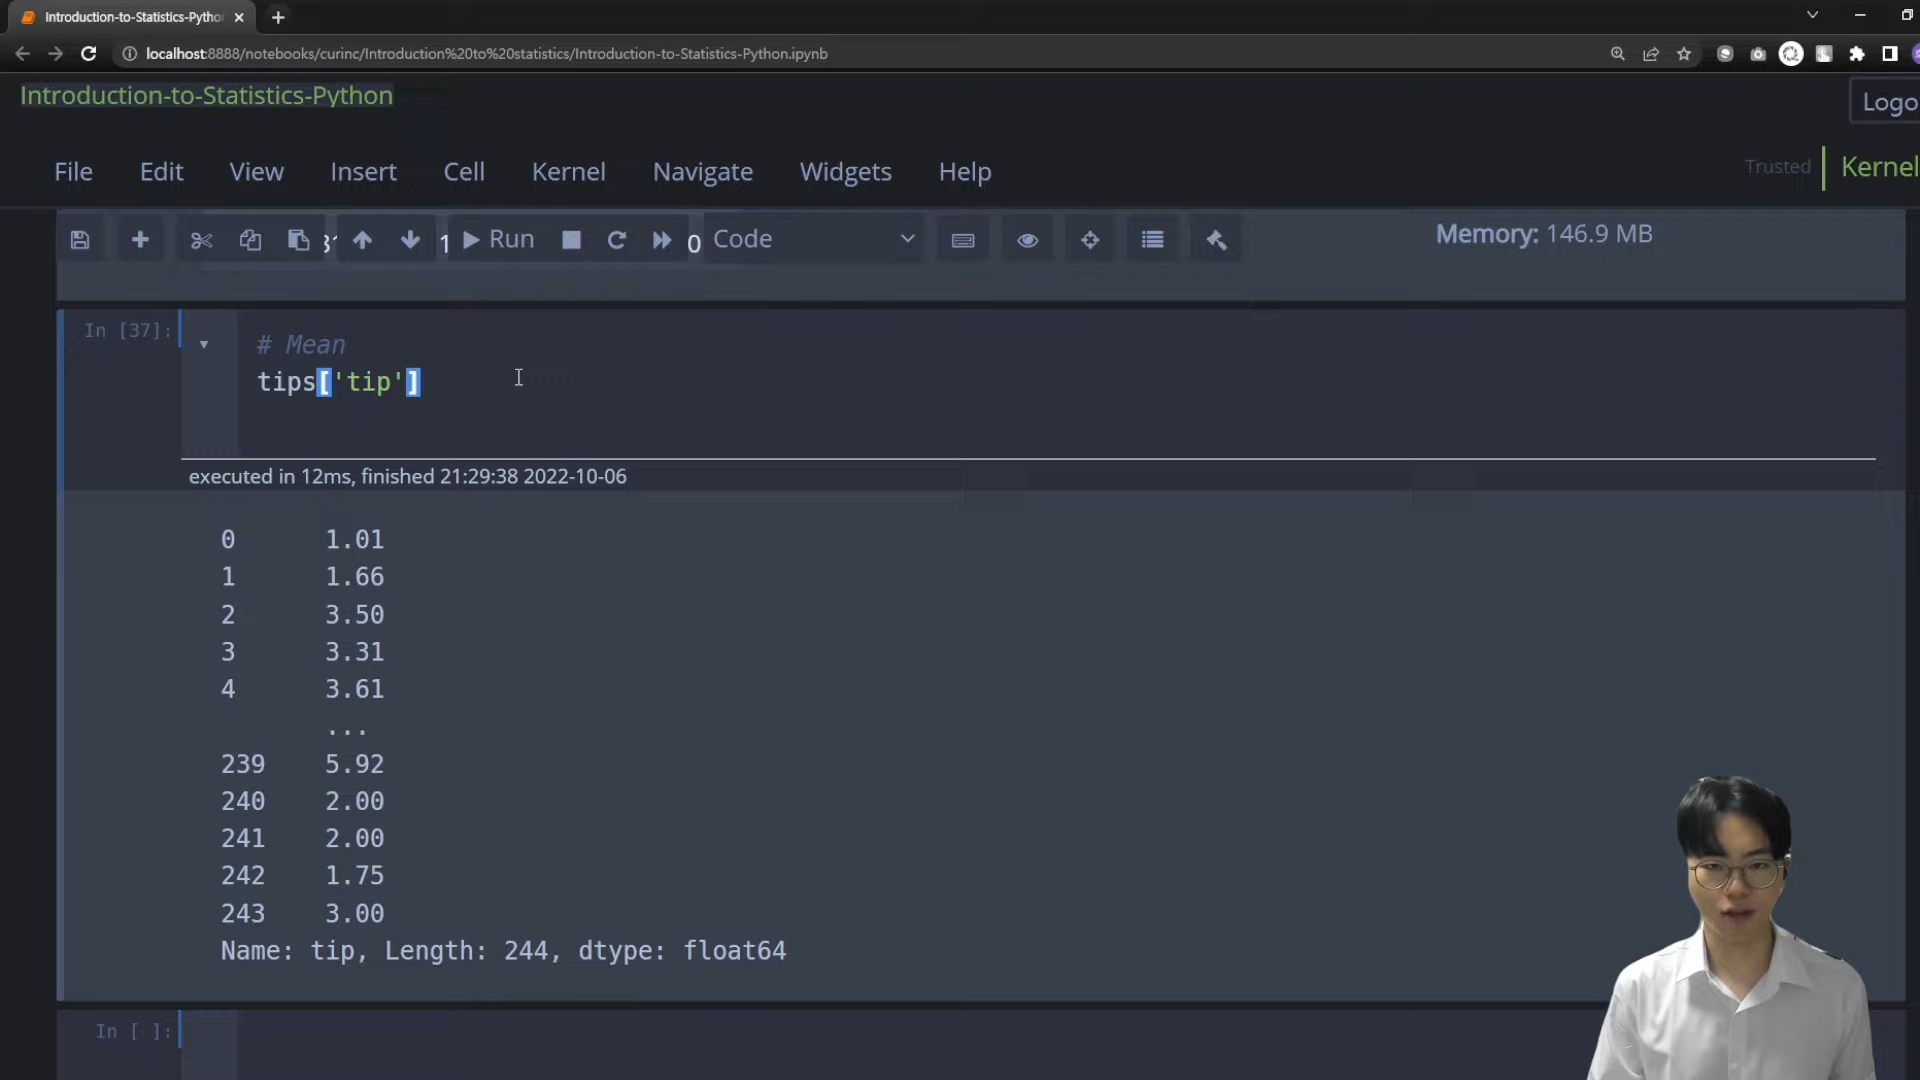 Introduction-to-Statistics-Pytho
localhost:8888/notebooks/curinc/Introduction%20to%20statistics/Introduction-to-Statistics-Python.ipynb
Introduction-to-Statistics-Python
Logo
File Edit View Insert Cell Kernel Navigate Widgets Help
Trusted Kernel
1 Run 0 Code Memory: 146.9 MB
In [37]:
# Mean
tips['tip']
executed in 12ms, finished 21:29:38 2022-10-06
0 1.01
1 1.66
2 3.50
3 3.31
4 3.61
...
239 5.92
240 2.00
241 2.00
242 1.75
243 3.00
Name: tip, Length: 244, dtype: float64
In [ ]: